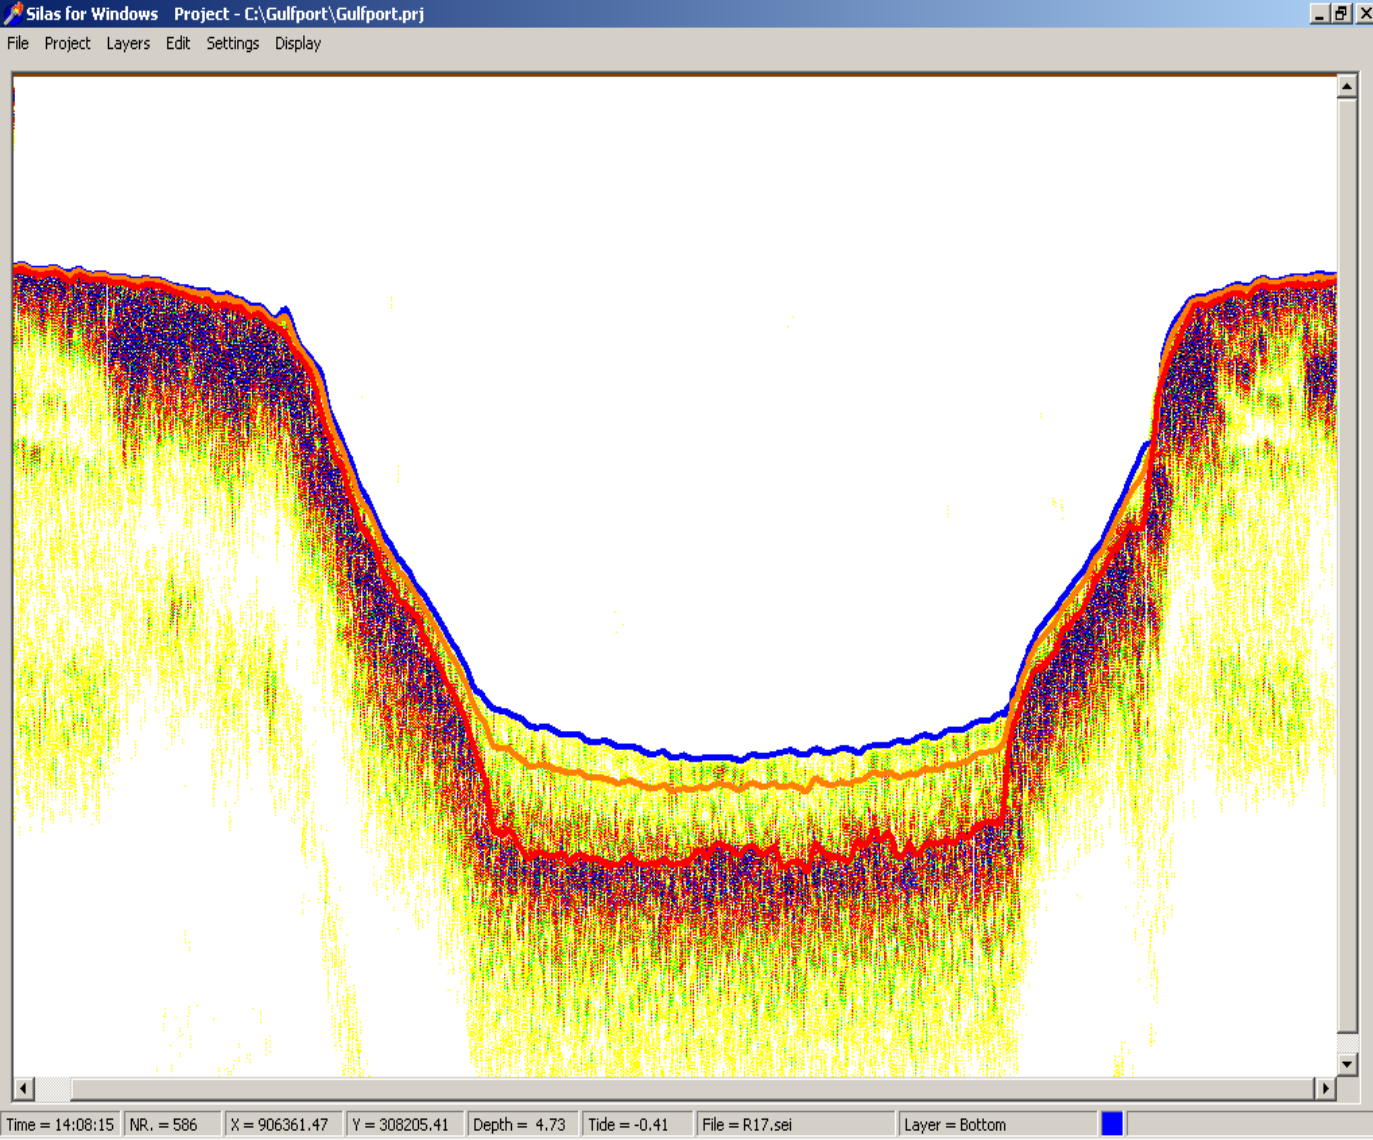 Silas for Windows Project - C:\Gulfport\Gulfport.prj
File Project Layers Edit Settings Display
Time = 14:08:15 NR. = 586 X = 906361.47 Y = 308205.41 Depth = 4.73 Tide = -0.41 File = R17.sei Layer = Bottom